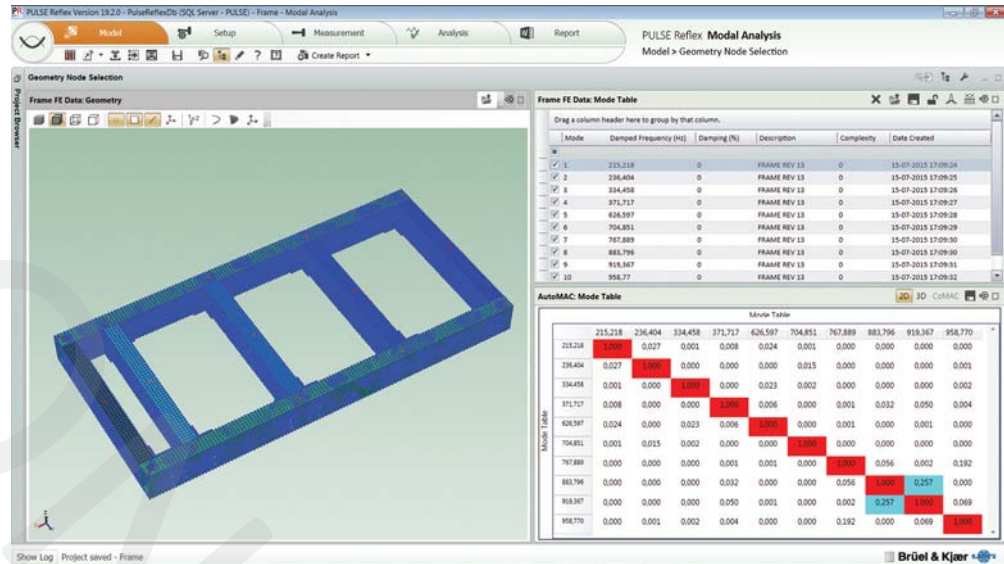 PULSE Reflex Version 19.2.0 - PulseReflexDb (SQL Server - PULSE) - Frame - Modal Analysis
Model Setup Measurement Analysis Report
PULSE Reflex Modal Analysis
Model > Geometry Node Selection
Create Report
Geometry Node Selection
Project Browser
Frame FE Data: Geometry
Frame FE Data: Mode Table
Drag a column header here to group by that column.
Mode Damped Frequency (Hz) Damping (%) Description Complexity Date Created
1 215,218 0 FRAME REV 13 0 15-07-2015 17:09:24
2 236,404 0 FRAME REV 13 0 15-07-2015 17:09:25
3 334,458 0 FRAME REV 13 0 15-07-2015 17:09:26
4 371,717 0 FRAME REV 13 0 15-07-2015 17:09:27
5 626,597 0 FRAME REV 13 0 15-07-2015 17:09:28
6 704,851 0 FRAME REV 13 0 15-07-2015 17:09:29
7 767,889 0 FRAME REV 13 0 15-07-2015 17:09:30
8 883,796 0 FRAME REV 13 0 15-07-2015 17:09:30
9 919,367 0 FRAME REV 13 0 15-07-2015 17:09:31
10 958,77 0 FRAME REV 13 0 15-07-2015 17:09:32
AutoMAC: Mode Table
2D 3D CoMAC
Mode Table
215,218 236,404 334,458 371,717 626,597 704,851 767,889 883,796 919,367 958,770
215,218 1,000 0,027 0,001 0,008 0,024 0,001 0,000 0,000 0,000 0,000
236,404 0,027 1,000 0,000 0,000 0,000 0,015 0,000 0,000 0,000 0,001
334,458 0,001 0,000 1,000 0,000 0,023 0,002 0,000 0,000 0,000 0,002
371,717 0,008 0,000 0,000 1,000 0,006 0,000 0,001 0,032 0,050 0,004
626,597 0,024 0,000 0,023 0,006 1,000 0,000 0,001 0,000 0,001 0,000
704,851 0,001 0,015 0,002 0,000 0,000 1,000 0,000 0,000 0,000 0,000
767,889 0,000 0,000 0,000 0,001 0,001 0,000 1,000 0,056 0,002 0,192
883,796 0,000 0,000 0,000 0,032 0,000 0,000 0,056 1,000 0,257 0,000
919,367 0,000 0,000 0,000 0,050 0,001 0,000 0,002 0,257 1,000 0,069
958,770 0,000 0,001 0,002 0,004 0,000 0,000 0,192 0,000 0,069 1,000
Mode Table
Show Log Project saved - Frame
Brüel & Kjær